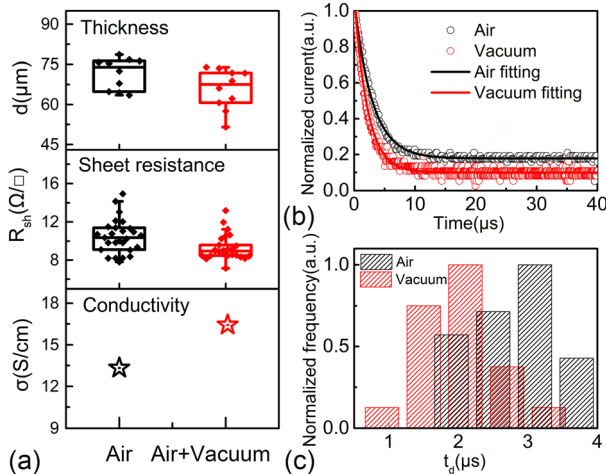 Thickness
d(μm)
90
75
60
45
Sheet resistance
R_sh(Ω/□)
16
14
12
10
8
Conductivity
σ(S/cm)
18
15
12
9
Air
Air+Vacuum
(a)
Normalized current(a.u.)
1.0
0.8
0.6
0.4
0.2
0.0
Air
Vacuum
Air fitting
Vacuum fitting
0 10 20 30 40
(b)
Time(μs)
Normalized frequency(a.u.)
1.0
0.5
0.0
Air
Vacuum
1 2 3 4
(c)
t_d(μs)